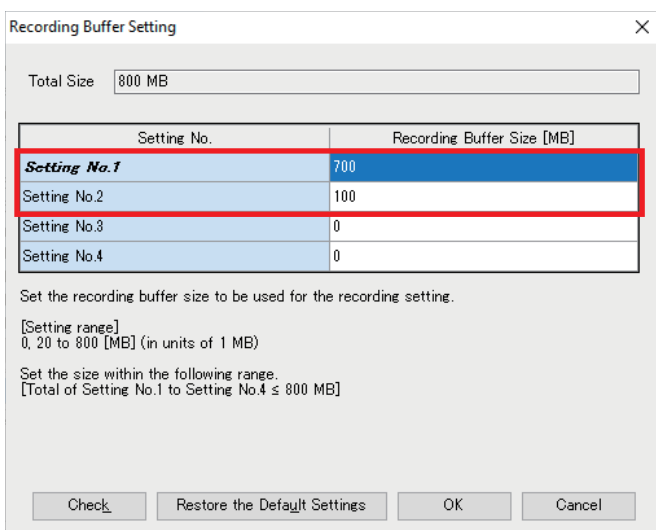 Recording Buffer Setting
Total Size 800 MB
Setting No. Recording Buffer Size [MB]
Setting No.1 700
Setting No.2 100
Setting No.3 0
Setting No.4 0
Set the recording buffer size to be used for the recording setting.
[Setting range]
0, 20 to 800 [MB] (in units of 1 MB)
Set the size within the following range.
[Total of Setting No.1 to Setting No.4 ≤ 800 MB]
Check Restore the Default Settings OK Cancel